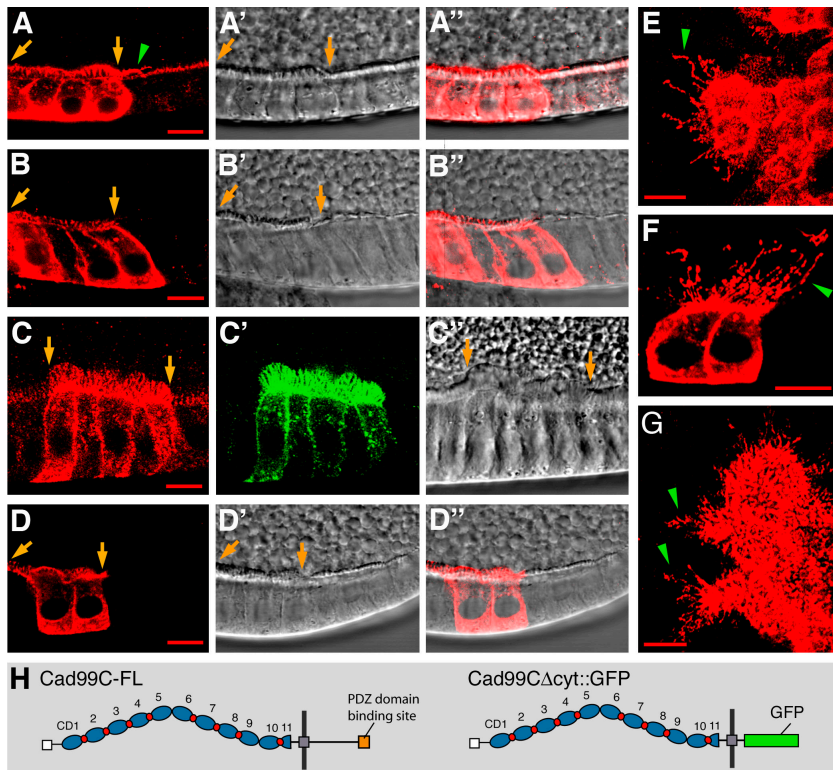 A A' A'' E
B B' B''
F
C C' C''
G
D D' D''
H Cad99C-FL Cad99CΔcyt::GFP
CD1 2 3 4 5 6 7 8 9 10 11
PDZ domain
binding site
CD1 2 3 4 5 6 7 8 9 10 11
GFP